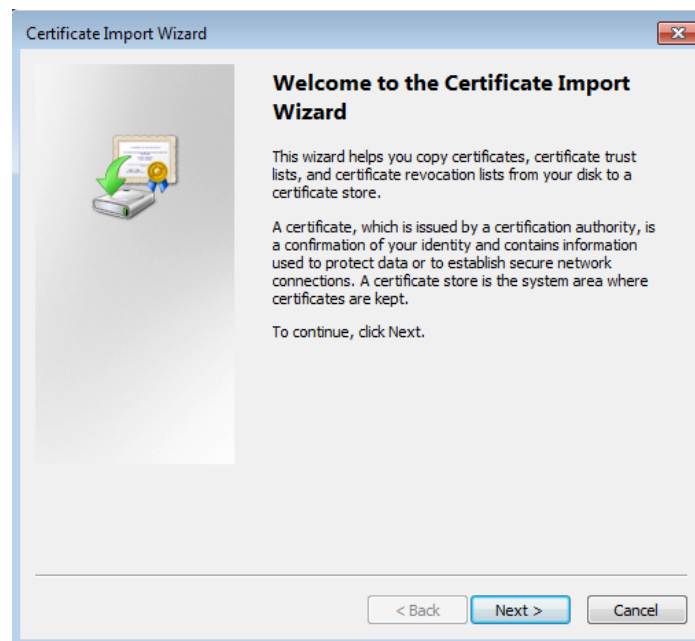 Certificate Import Wizard
Welcome to the Certificate Import
Wizard
This wizard helps you copy certificates, certificate trust
lists, and certificate revocation lists from your disk to a
certificate store.
A certificate, which is issued by a certification authority, is
a confirmation of your identity and contains information
used to protect data or to establish secure network
connections. A certificate store is the system area where
certificates are kept.
To continue, click Next.
< Back Next > Cancel